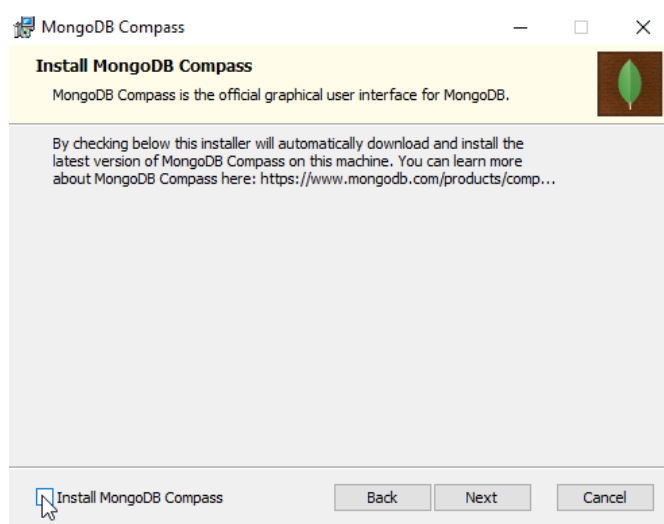 MongoDB Compass
Install MongoDB Compass
MongoDB Compass is the official graphical user interface for MongoDB.
By checking below this installer will automatically download and install the
latest version of MongoDB Compass on this machine. You can learn more
about MongoDB Compass here: https://www.mongodb.com/products/comp...
Install MongoDB Compass Back Next Cancel